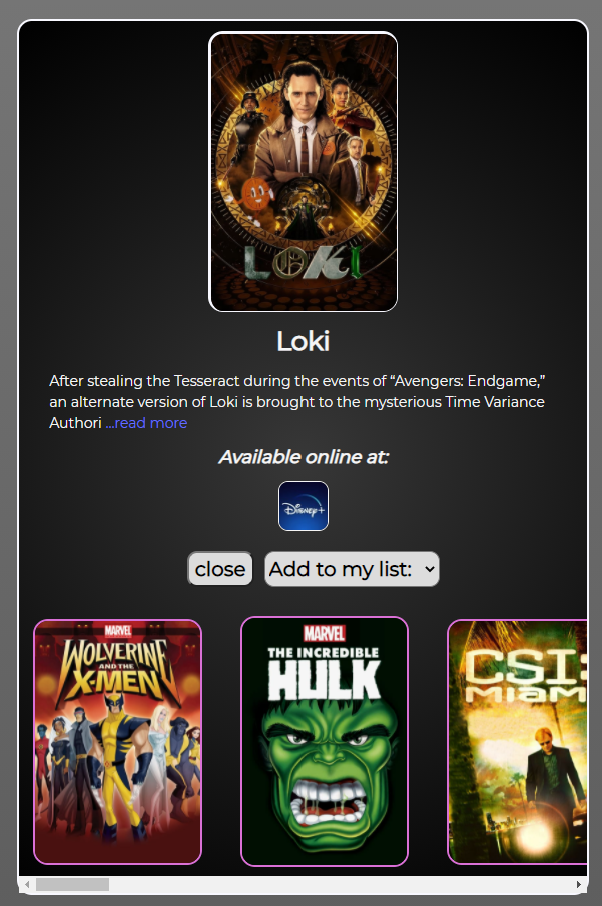 LOKI
Loki
After stealing the Tesseract during the events of “Avengers: Endgame,”
an alternate version of Loki is brought to the mysterious Time Variance
Authori ...read more
Available online at:
Disney+
close Add to my list:
MARVEL
WOLVERINE
AND THE
X-MEN
MARVEL
THE INCREDIBLE
HULK
CSI:
MIAM